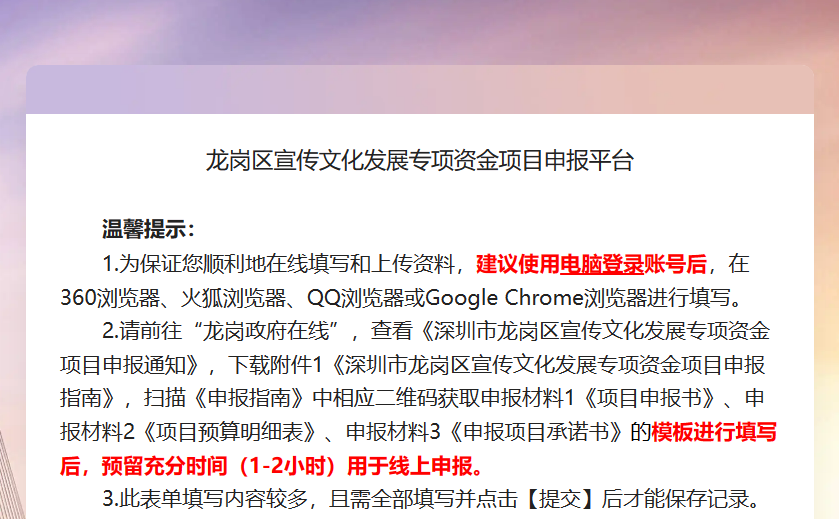 龙岗区宣传文化发展专项资金项目申报平台
温馨提示：
1.为保证您顺利地在线填写和上传资料，建议使用电脑登录账号后，在
360浏览器、火狐浏览器、QQ浏览器或Google Chrome浏览器进行填写。
2.请前往“龙岗政府在线”，查看《深圳市龙岗区宣传文化发展专项资金
项目申报通知》，下载附件1《深圳市龙岗区宣传文化发展专项资金项目申报
指南》，扫描《申报指南》中相应二维码获取申报材料1《项目申报书》、申
报材料2《项目预算明细表》、申报材料3《申报项目承诺书》的模板进行填写
后，预留充分时间（1-2小时）用于线上申报。
3.此表单填写内容较多，且需全部填写并点击【提交】后才能保存记录。